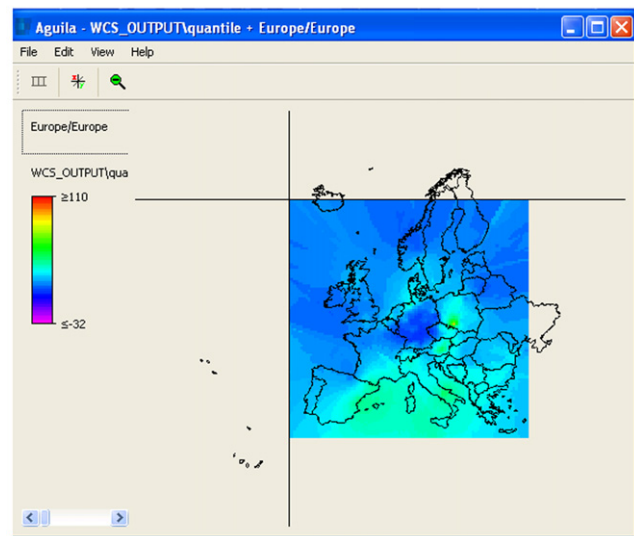 Aguila - WCS_OUTPUT\quantile + Europe/Europe
File Edit View Help
Europe/Europe
WCS_OUTPUT\qua
≥110
≤-32